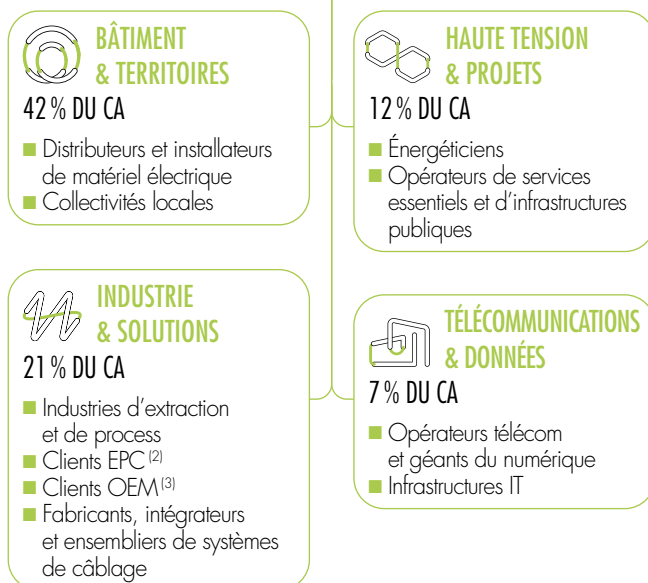 BÂTIMENT
& TERRITOIRES
42 % DU CA
■ Distributeurs et installateurs
de matériel électrique
■ Collectivités locales
HAUTE TENSION
& PROJETS
12 % DU CA
■ Énergéticiens
■ Opérateurs de services
essentiels et d'infrastructures
publiques
INDUSTRIE
& SOLUTIONS
21 % DU CA
■ Industries d'extraction
et de process
■ Clients EPC (2)
■ Clients OEM (3)
■ Fabricants, intégrateurs
et ensembliers de systèmes
de câblage
TÉLÉCOMMUNICATIONS
& DONNÉES
7 % DU CA
■ Opérateurs télécom
et géants du numérique
■ Infrastructures IT